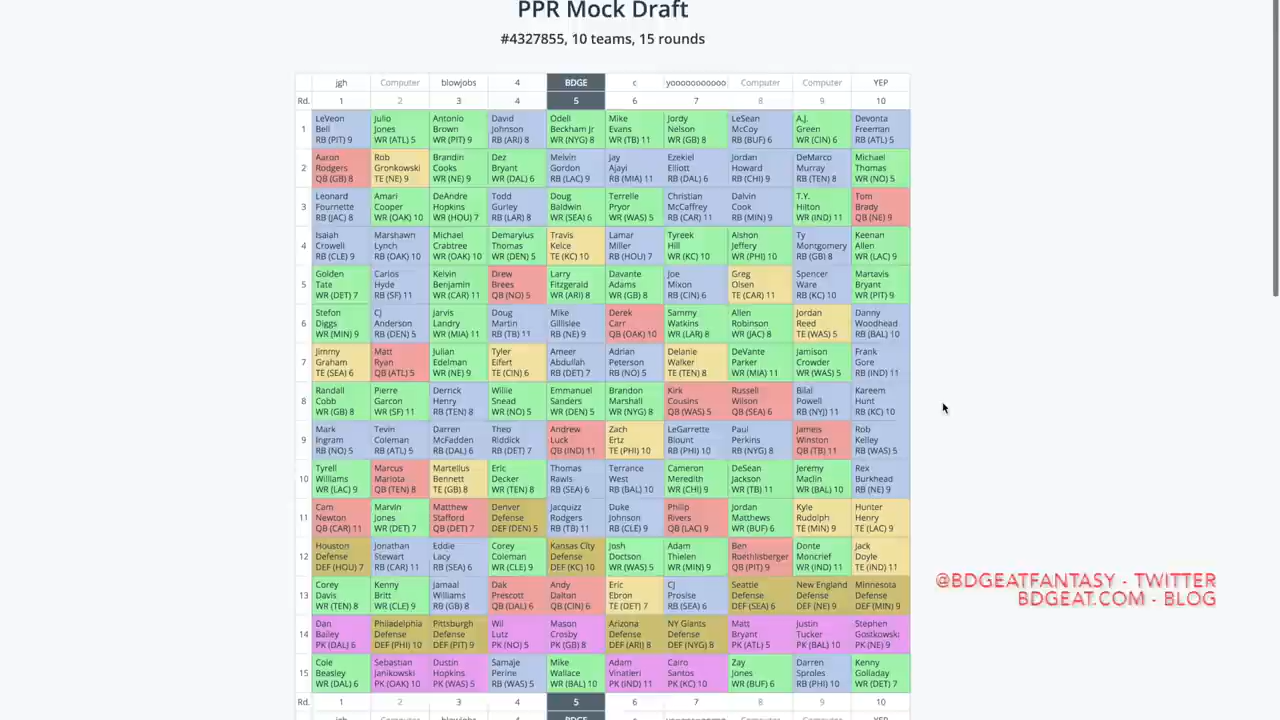 PPR Mock Draft
#4327855, 10 teams, 15 rounds
jgh Computer blowjobs 4 BDGE c yoooooooooo Computer Computer YEP
Rd. 1 2 3 4 5 6 7 8 9 10
LeVeon Julio Antonio David Odell Mike Jordy LeSean A.J. Devonta
1 Bell Jones Brown Johnson Beckham Jr Evans Nelson McCoy Green Freeman
RB (PIT) 9 WR (ATL) 5 WR (PIT) 9 RB (ARI) 8 WR (NYG) 8 WR (TB) 11 WR (GB) 8 RB (BUF) 6 WR (CIN) 6 RB (ATL) 5
Aaron Rob Brandin Dez Melvin Jay Ezekiel Jordan DeMarco Michael
2 Rodgers Gronkowski Cooks Bryant Gordon Ajayi Elliott Howard Murray Thomas
QB (GB) 8 TE (NE) 9 WR (NE) 9 WR (DAL) 6 RB (LAC) 9 RB (MIA) 11 RB (DAL) 6 RB (CHI) 9 RB (TEN) 8 WR (NO) 5
Leonard Amari DeAndre Todd Doug Terrelle Christian Dalvin T.Y. Tom
3 Fournette Cooper Hopkins Gurley Baldwin Pryor McCaffrey Cook Hilton Brady
RB (JAC) 8 WR (OAK) 10 WR (HOU) 7 RB (LAR) 8 WR (SEA) 6 WR (WAS) 5 RB (CAR) 11 RB (MIN) 9 WR (IND) 11 QB (NE) 9
Isaiah Marshawn Michael Demaryius Travis Lamar Tyreek Alshon Ty Keenan
4 Crowell Lynch Crabtree Thomas Kelce Miller Hill Jeffery Montgomery Allen
RB (CLE) 9 RB (OAK) 10 WR (OAK) 10 WR (DEN) 5 TE (KC) 10 RB (HOU) 7 WR (KC) 10 WR (PHI) 10 RB (GB) 8 WR (LAC) 9
Golden Carlos Kelvin Drew Larry Davante Joe Greg Spencer Martavis
5 Tate Hyde Benjamin Brees Fitzgerald Adams Mixon Olsen Ware Bryant
WR (DET) 7 RB (SF) 11 WR (CAR) 11 QB (NO) 5 WR (ARI) 8 WR (GB) 8 RB (CIN) 6 TE (CAR) 11 RB (KC) 10 WR (PIT) 9
Stefon CJ Jarvis Doug Mike Derek Sammy Allen Jordan Danny
6 Diggs Anderson Landry Martin Gillislee Carr Watkins Robinson Reed Woodhead
WR (MIN) 9 RB (DEN) 5 WR (MIA) 11 RB (TB) 11 RB (NE) 9 QB (OAK) 10 WR (LAR) 8 WR (JAC) 8 TE (WAS) 5 RB (BAL) 10
Jimmy Matt Julian Tyler Ameer Adrian Delanie DeVante Jamison Frank
7 Graham Ryan Edelman Eifert Abdullah Peterson Walker Parker Crowder Gore
TE (SEA) 6 QB (ATL) 5 WR (NE) 9 TE (CIN) 6 RB (DET) 7 RB (NO) 5 TE (TEN) 8 WR (MIA) 11 WR (WAS) 5 RB (IND) 11
Randall Pierre Derrick Willie Emmanuel Brandon Kirk Russell Bilal Kareem
8 Cobb Garcon Henry Snead Sanders Marshall Cousins Wilson Powell Hunt
WR (GB) 8 WR (SF) 11 RB (TEN) 8 WR (NO) 5 WR (DEN) 5 WR (NYG) 8 QB (WAS) 5 QB (SEA) 6 RB (NYJ) 11 RB (KC) 10
Mark Tevin Darren Theo Andrew Zach LeGarrette Paul Jameis Rob
9 Ingram Coleman McFadden Riddick Luck Ertz Blount Perkins Winston Kelley
RB (NO) 5 RB (ATL) 5 RB (DAL) 6 RB (DET) 7 QB (IND) 11 TE (PHI) 10 RB (PHI) 10 RB (NYG) 8 QB (TB) 11 RB (WAS) 5
Tyrell Marcus Martellus Eric Thomas Terrance Cameron DeSean Jeremy Rex
10 Williams Mariota Bennett Decker Rawls West Meredith Jackson Maclin Burkhead
WR (LAC) 9 QB (TEN) 8 TE (GB) 8 WR (TEN) 8 RB (SEA) 6 RB (BAL) 10 WR (CHI) 9 WR (TB) 11 WR (BAL) 10 RB (NE) 9
Cam Marvin Matthew Denver Jacquizz Duke Philip Jordan Kyle Hunter
11 Newton Jones Stafford Defense Rodgers Johnson Rivers Matthews Rudolph Henry
QB (CAR) 11 WR (DET) 7 QB (DET) 7 DEF (DEN) 5 RB (TB) 11 RB (CLE) 9 QB (LAC) 9 WR (BUF) 6 TE (MIN) 9 TE (LAC) 9
Houston Jonathan Eddie Corey Kansas City Josh Adam Ben Donte Jack
12 Defense Stewart Lacy Coleman Defense Doctson Thielen Roethlisberger Moncrief Doyle
DEF (HOU) 7 RB (CAR) 11 RB (SEA) 6 WR (CLE) 9 DEF (KC) 10 WR (WAS) 5 WR (MIN) 9 QB (PIT) 9 WR (IND) 11 TE (IND) 11
Corey Kenny Jamaal Dak Andy Eric CJ Seattle New England Minnesota
13 Davis Britt Williams Prescott Dalton Ebron Prosise Defense Defense Defense
WR (TEN) 8 WR (CLE) 9 RB (GB) 8 QB (DAL) 6 QB (CIN) 6 TE (DET) 7 RB (SEA) 6 DEF (SEA) 6 DEF (NE) 9 DEF (MIN) 9
Dan Philadelphia Pittsburgh Wil Mason Arizona NY Giants Matt Justin Stephen
14 Bailey Defense Defense Lutz Crosby Defense Defense Bryant Tucker Gostkowski
PK (DAL) 6 DEF (PHI) 10 DEF (PIT) 9 PK (NO) 5 PK (GB) 8 DEF (ARI) 8 DEF (NYG) 8 PK (ATL) 5 PK (BAL) 10 PK (NE) 9
Cole Sebastian Dustin Samaje Mike Adam Cairo Zay Darren Kenny
15 Beasley Janikowski Hopkins Perine Wallace Vinatieri Santos Jones Sproles Golladay
WR (DAL) 6 PK (OAK) 10 PK (WAS) 5 RB (WAS) 5 WR (BAL) 10 PK (IND) 11 PK (KC) 10 WR (BUF) 6 RB (PHI) 10 WR (DET) 7
Rd. 1 2 3 4 5 6 7 8 9 10
@BDGEATFANTASY - TWITTER
BDGEAT.COM - BLOG